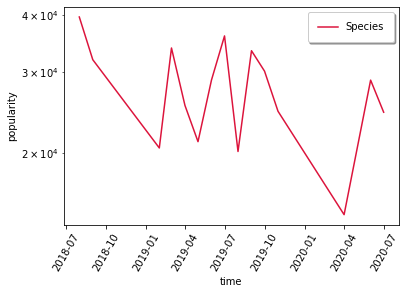 4 × 10⁴
3 × 10⁴
2 × 10⁴
popularity
Species
2018-07
2018-10
2019-01
2019-04
2019-07
2019-10
2020-01
2020-04
2020-07
time